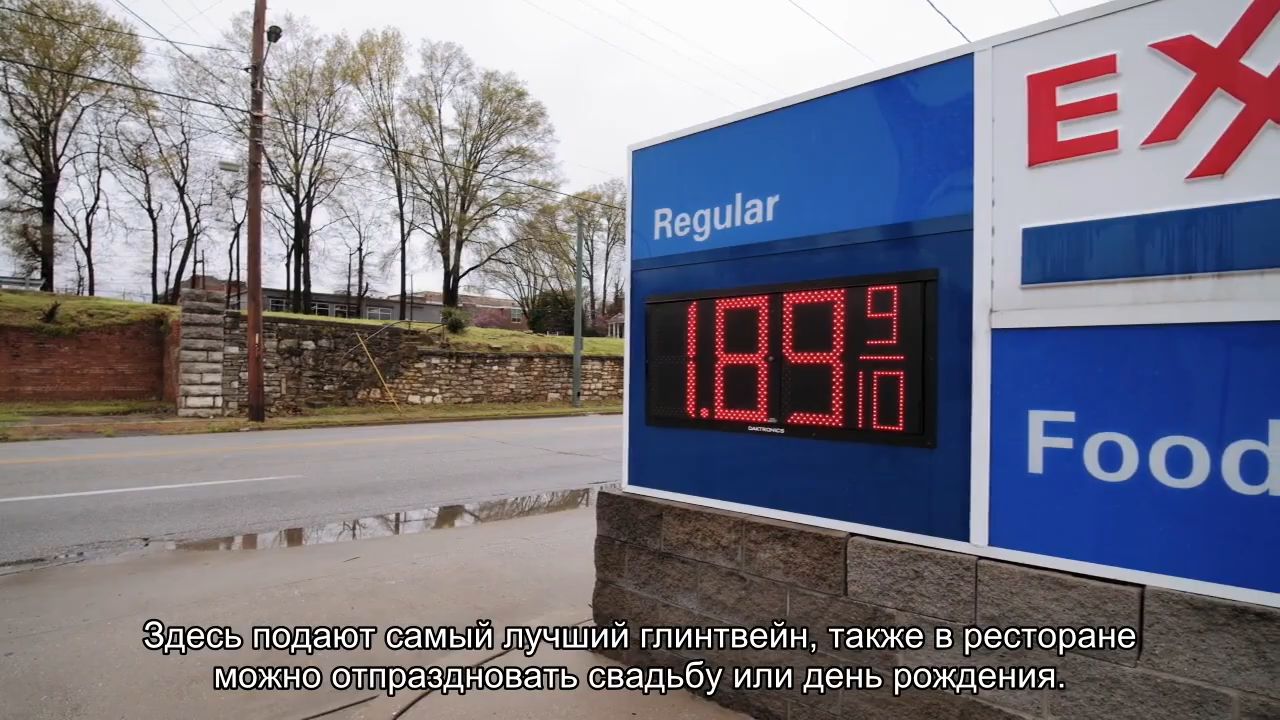 Regular
1.89 9/10
DAKTRONICS
EXX
Food
Здесь подают самый лучший глинтвейн, также в ресторане
можно отпраздновать свадьбу или день рождения.